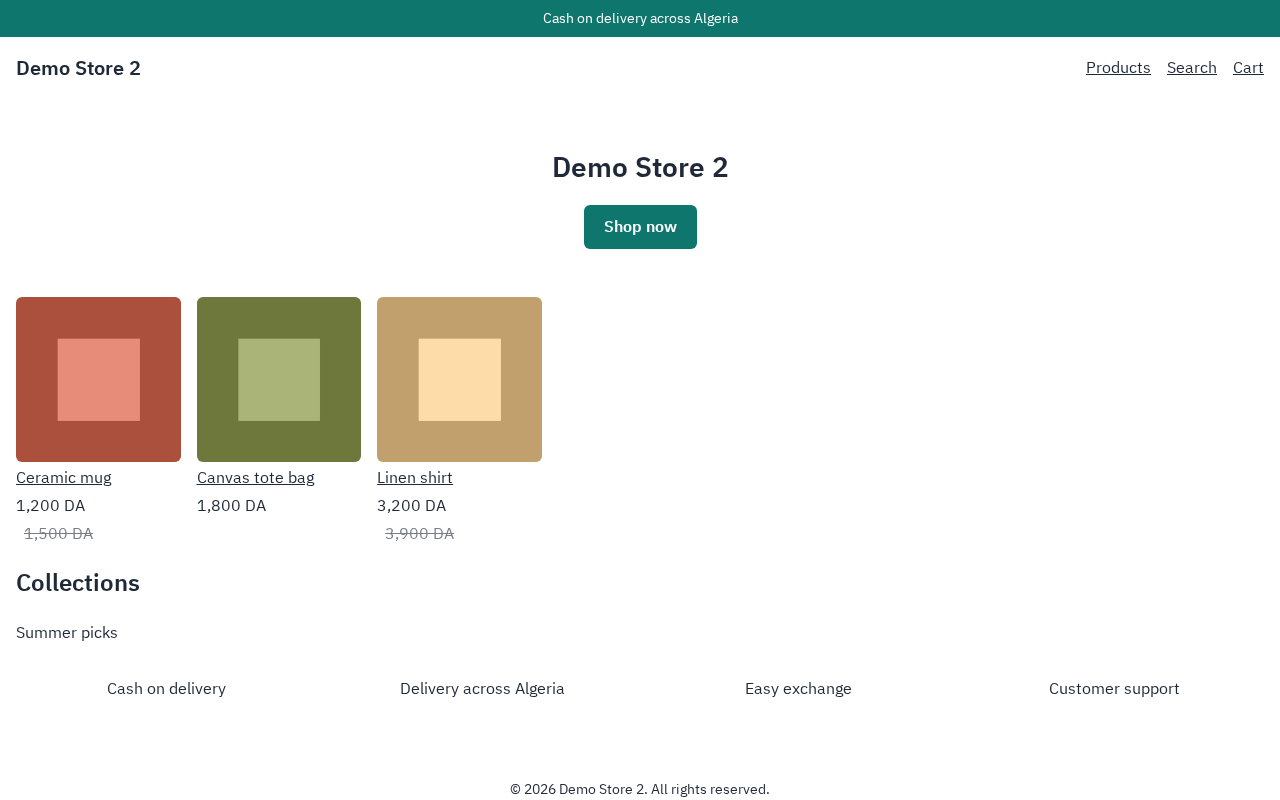 Cash on delivery across Algeria
Demo Store 2
Products Search Cart
Demo Store 2
Shop now
Ceramic mug
1,200 DA
1,500 DA
Canvas tote bag
1,800 DA
Linen shirt
3,200 DA
3,900 DA
Collections
Summer picks
Cash on delivery
Delivery across Algeria
Easy exchange
Customer support
© 2026 Demo Store 2. All rights reserved.